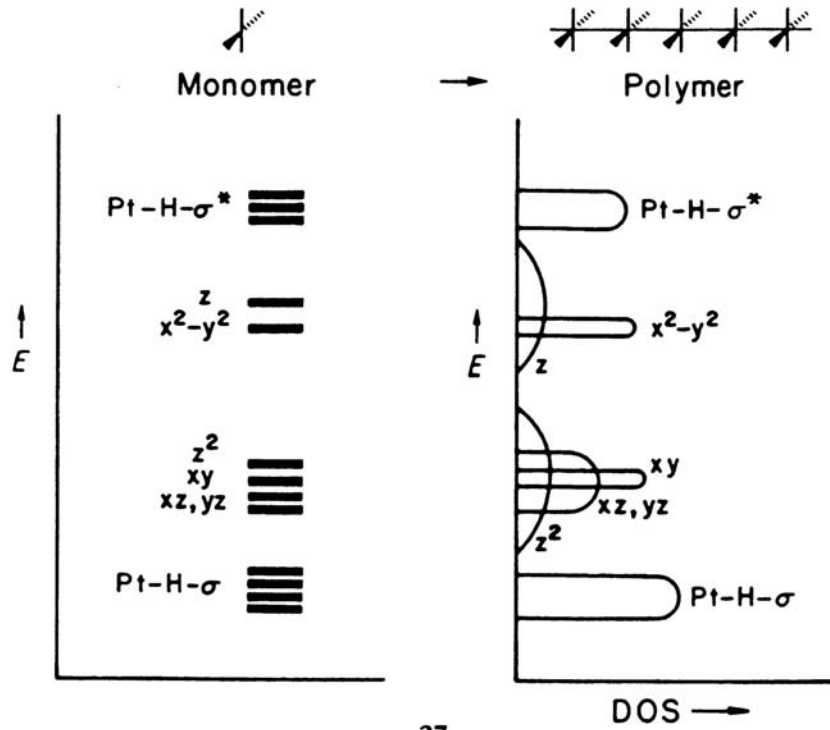 Monomer
Polymer
Pt-H-σ*
z
x²-y²
E
z²
xy
xz, yz
Pt-H-σ
Pt-H-σ*
x²-y²
z
E
xy
xz, yz
z²
Pt-H-σ
DOS